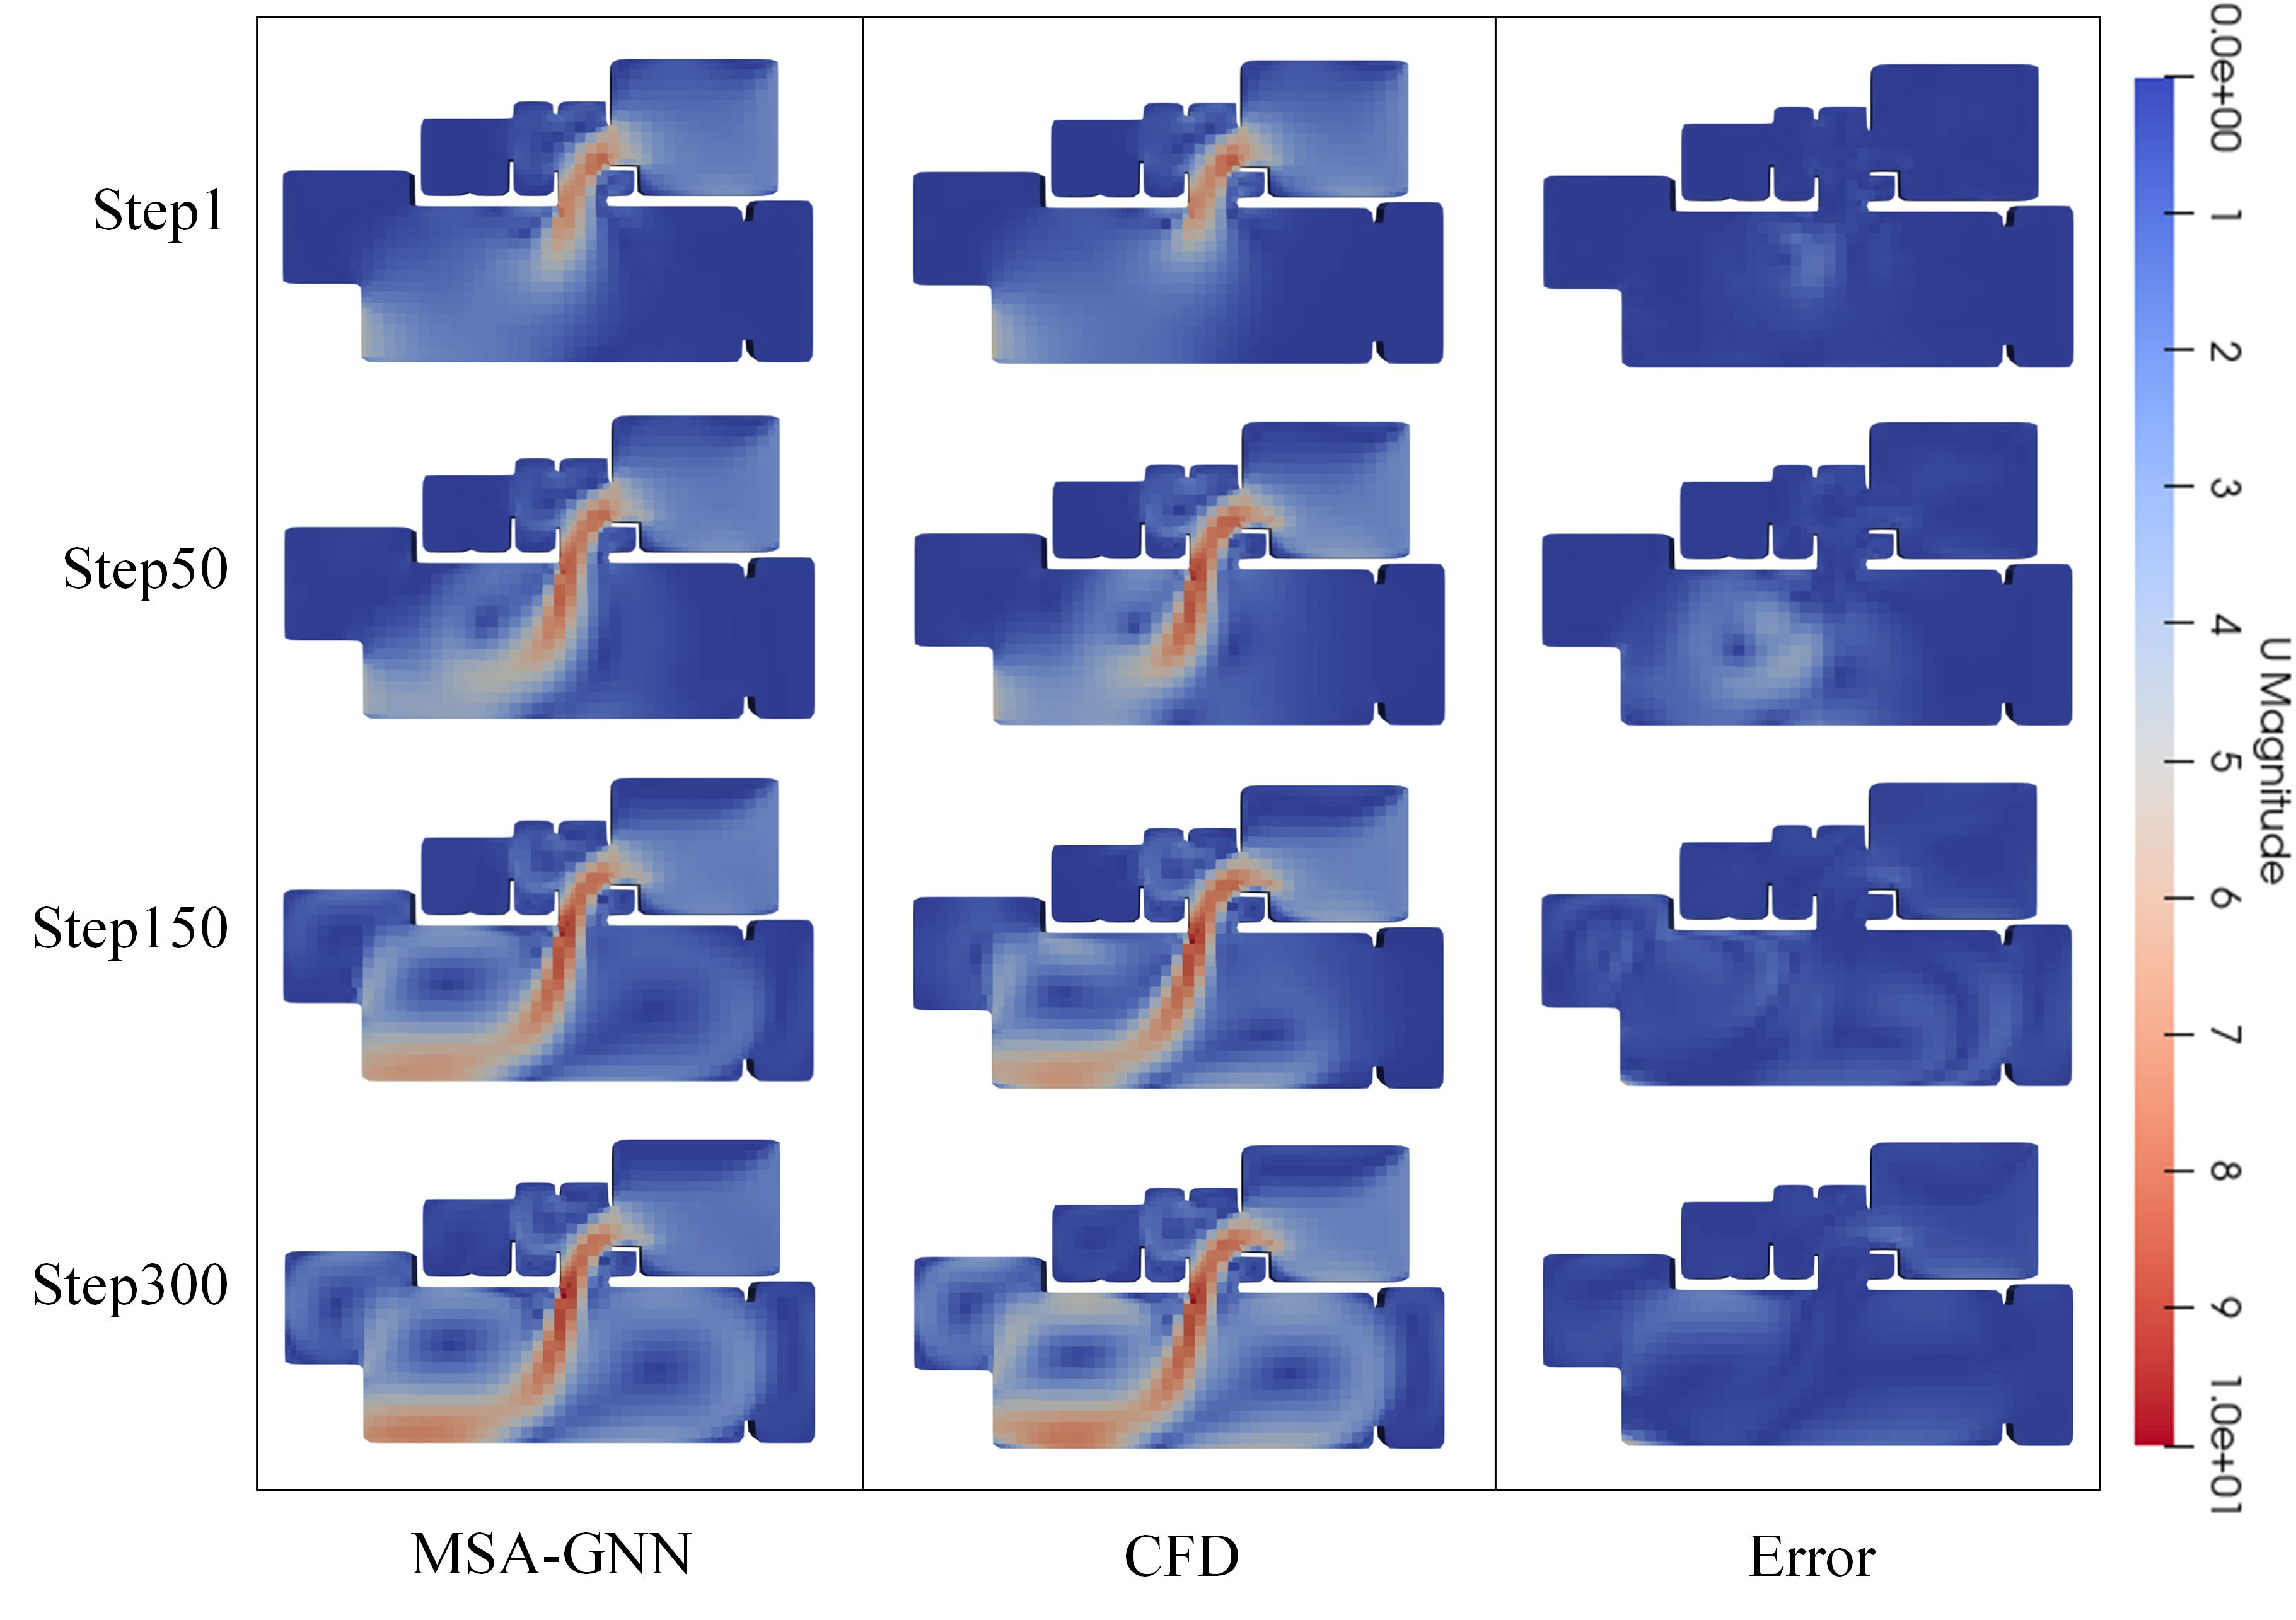 Step1
Step50
Step150
Step300
MSA-GNN
CFD
Error
0.0e+00
1
2
3
4
5
6
7
8
9
1.0e+01
U Magnitude